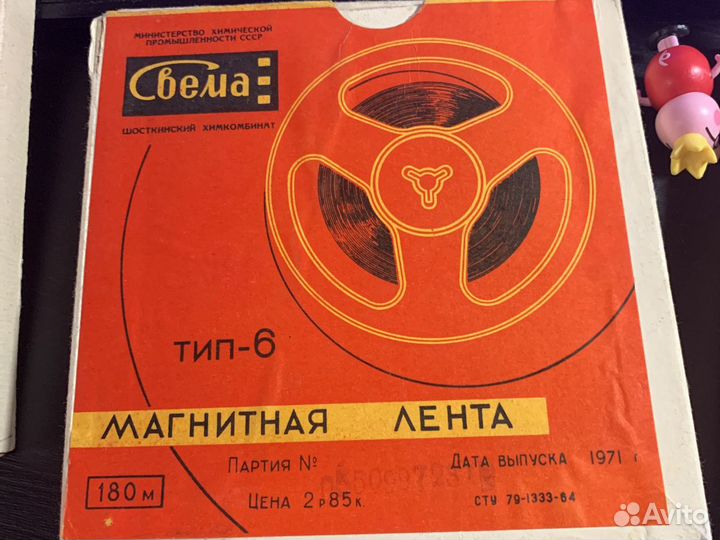 МИНИСТЕРСТВО ХИМИЧЕСКОЙ
ПРОМЫШЛЕННОСТИ СССР
Свема
ШОСТКИНСКИЙ ХИМКОМБИНАТ
ТИП-6
МАГНИТНАЯ ЛЕНТА
ПАРТИЯ № ДАТА ВЫПУСКА 1971 г
180 М
ЦЕНА 2 р 85 к. СТУ 79-1333-64
Avito